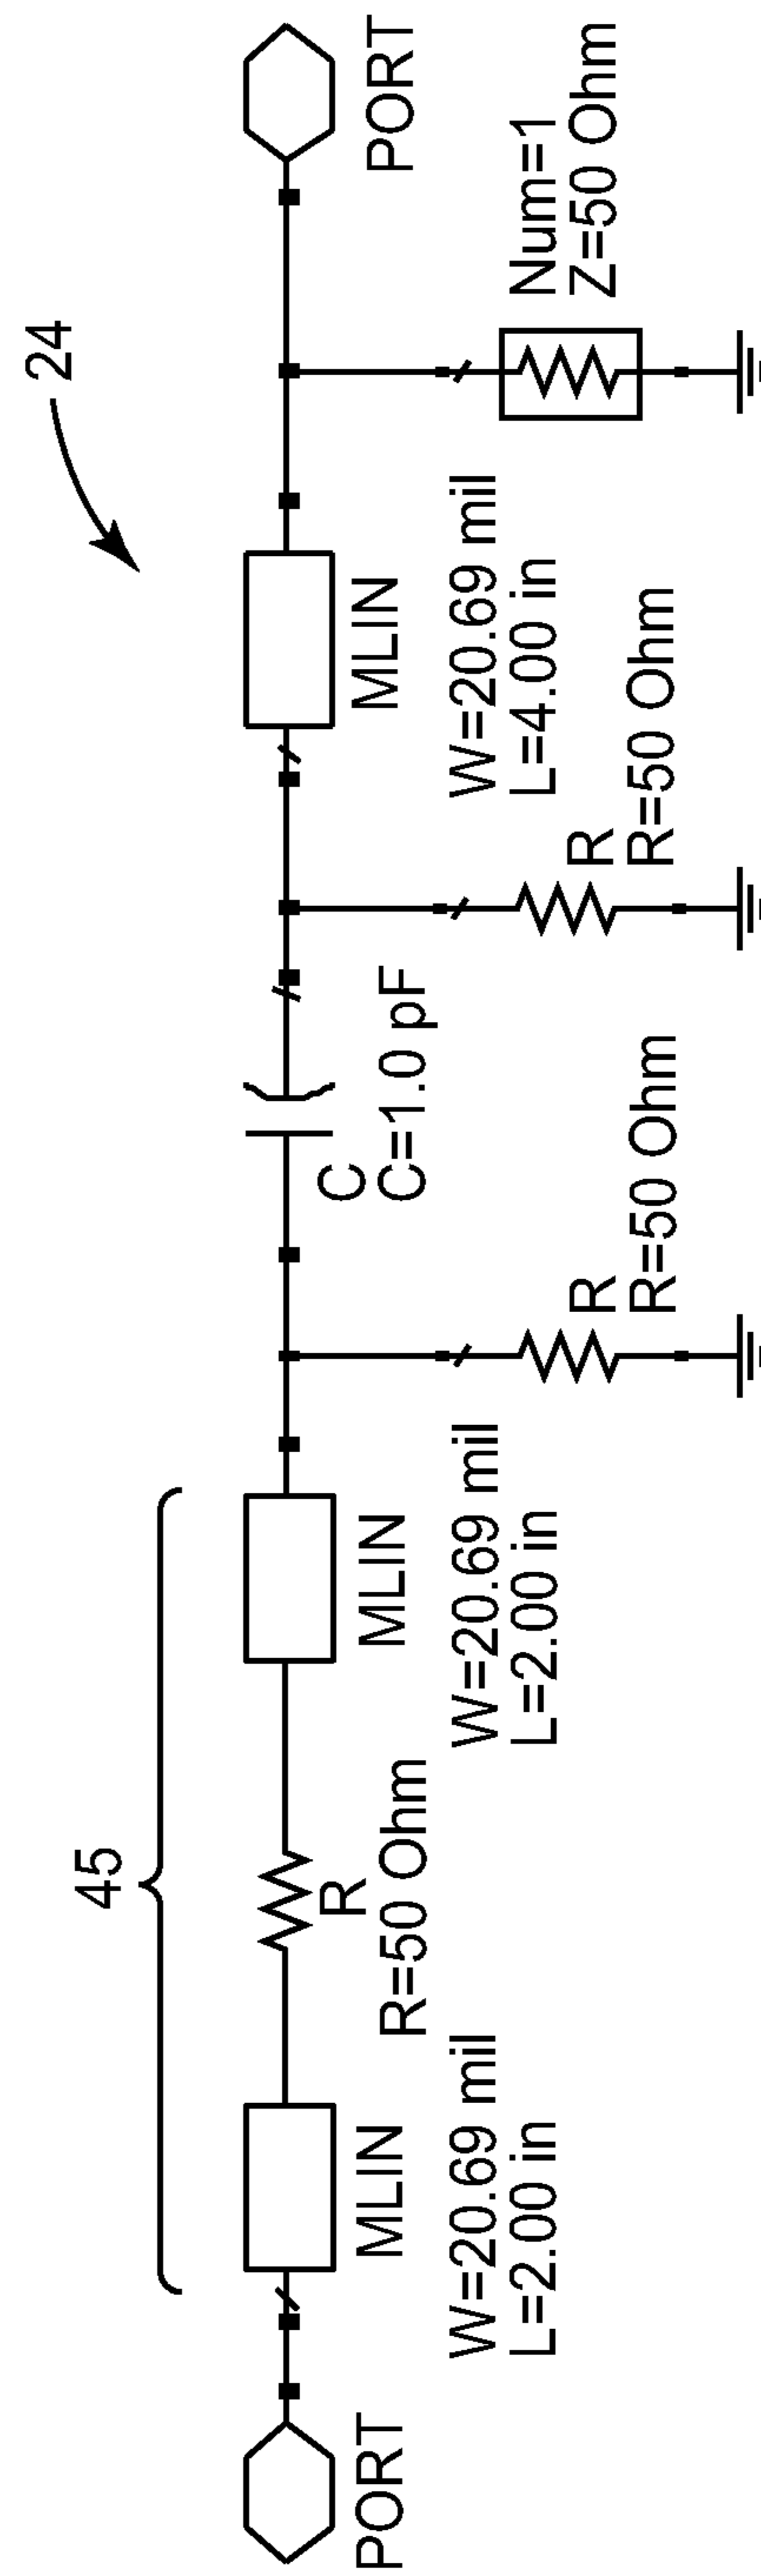 24
45
PORT
MLIN
W=20.69 mil
L=2.00 in
R
R=50 Ohm
MLIN
W=20.69 mil
L=2.00 in
R
R=50 Ohm
C
C=1.0 pF
R
R=50 Ohm
MLIN
W=20.69 mil
L=4.00 in
Num=1
Z=50 Ohm
PORT